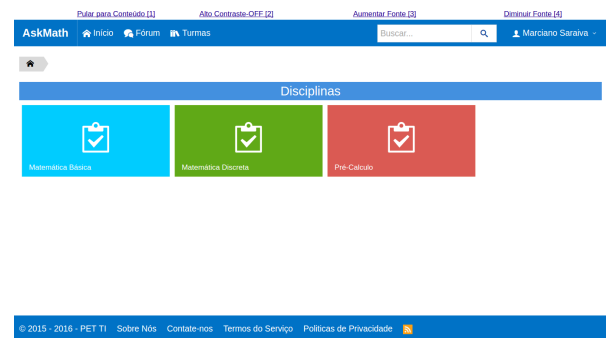 Pular para Conteúdo [1] Alto Contraste-OFF [2] Aumentar Fonte [3] Diminuir Fonte [4]
AskMath Início Fórum Turmas Buscar... Marciano Saraiva
Disciplinas
Matemática Básica Matemática Discreta Pré-Calculo
© 2015 - 2016 - PET TI Sobre Nós Contate-nos Termos do Serviço Politicas de Privacidade